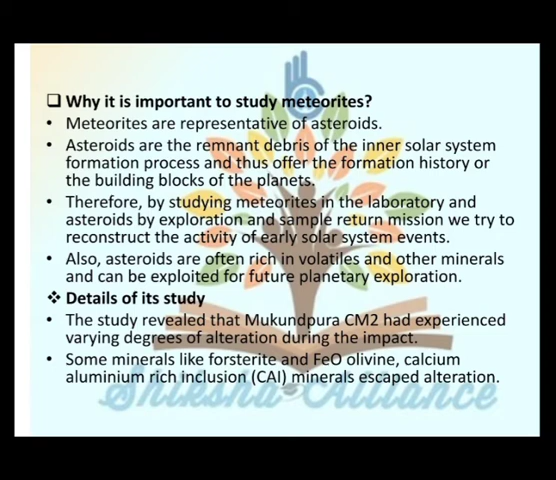 ❑ Why it is important to study meteorites?
• Meteorites are representative of asteroids.
• Asteroids are the remnant debris of the inner solar system
formation process and thus offer the formation history or
the building blocks of the planets.
• Therefore, by studying meteorites in the laboratory and
asteroids by exploration and sample return mission we try to
reconstruct the activity of early solar system events.
• Also, asteroids are often rich in volatiles and other minerals
and can be exploited for future planetary exploration.
❖ Details of its study
• The study revealed that Mukundpura CM2 had experienced
varying degrees of alteration during the impact.
• Some minerals like forsterite and FeO olivine, calcium
aluminium rich inclusion (CAI) minerals escaped alteration.
Shiksha Alliance